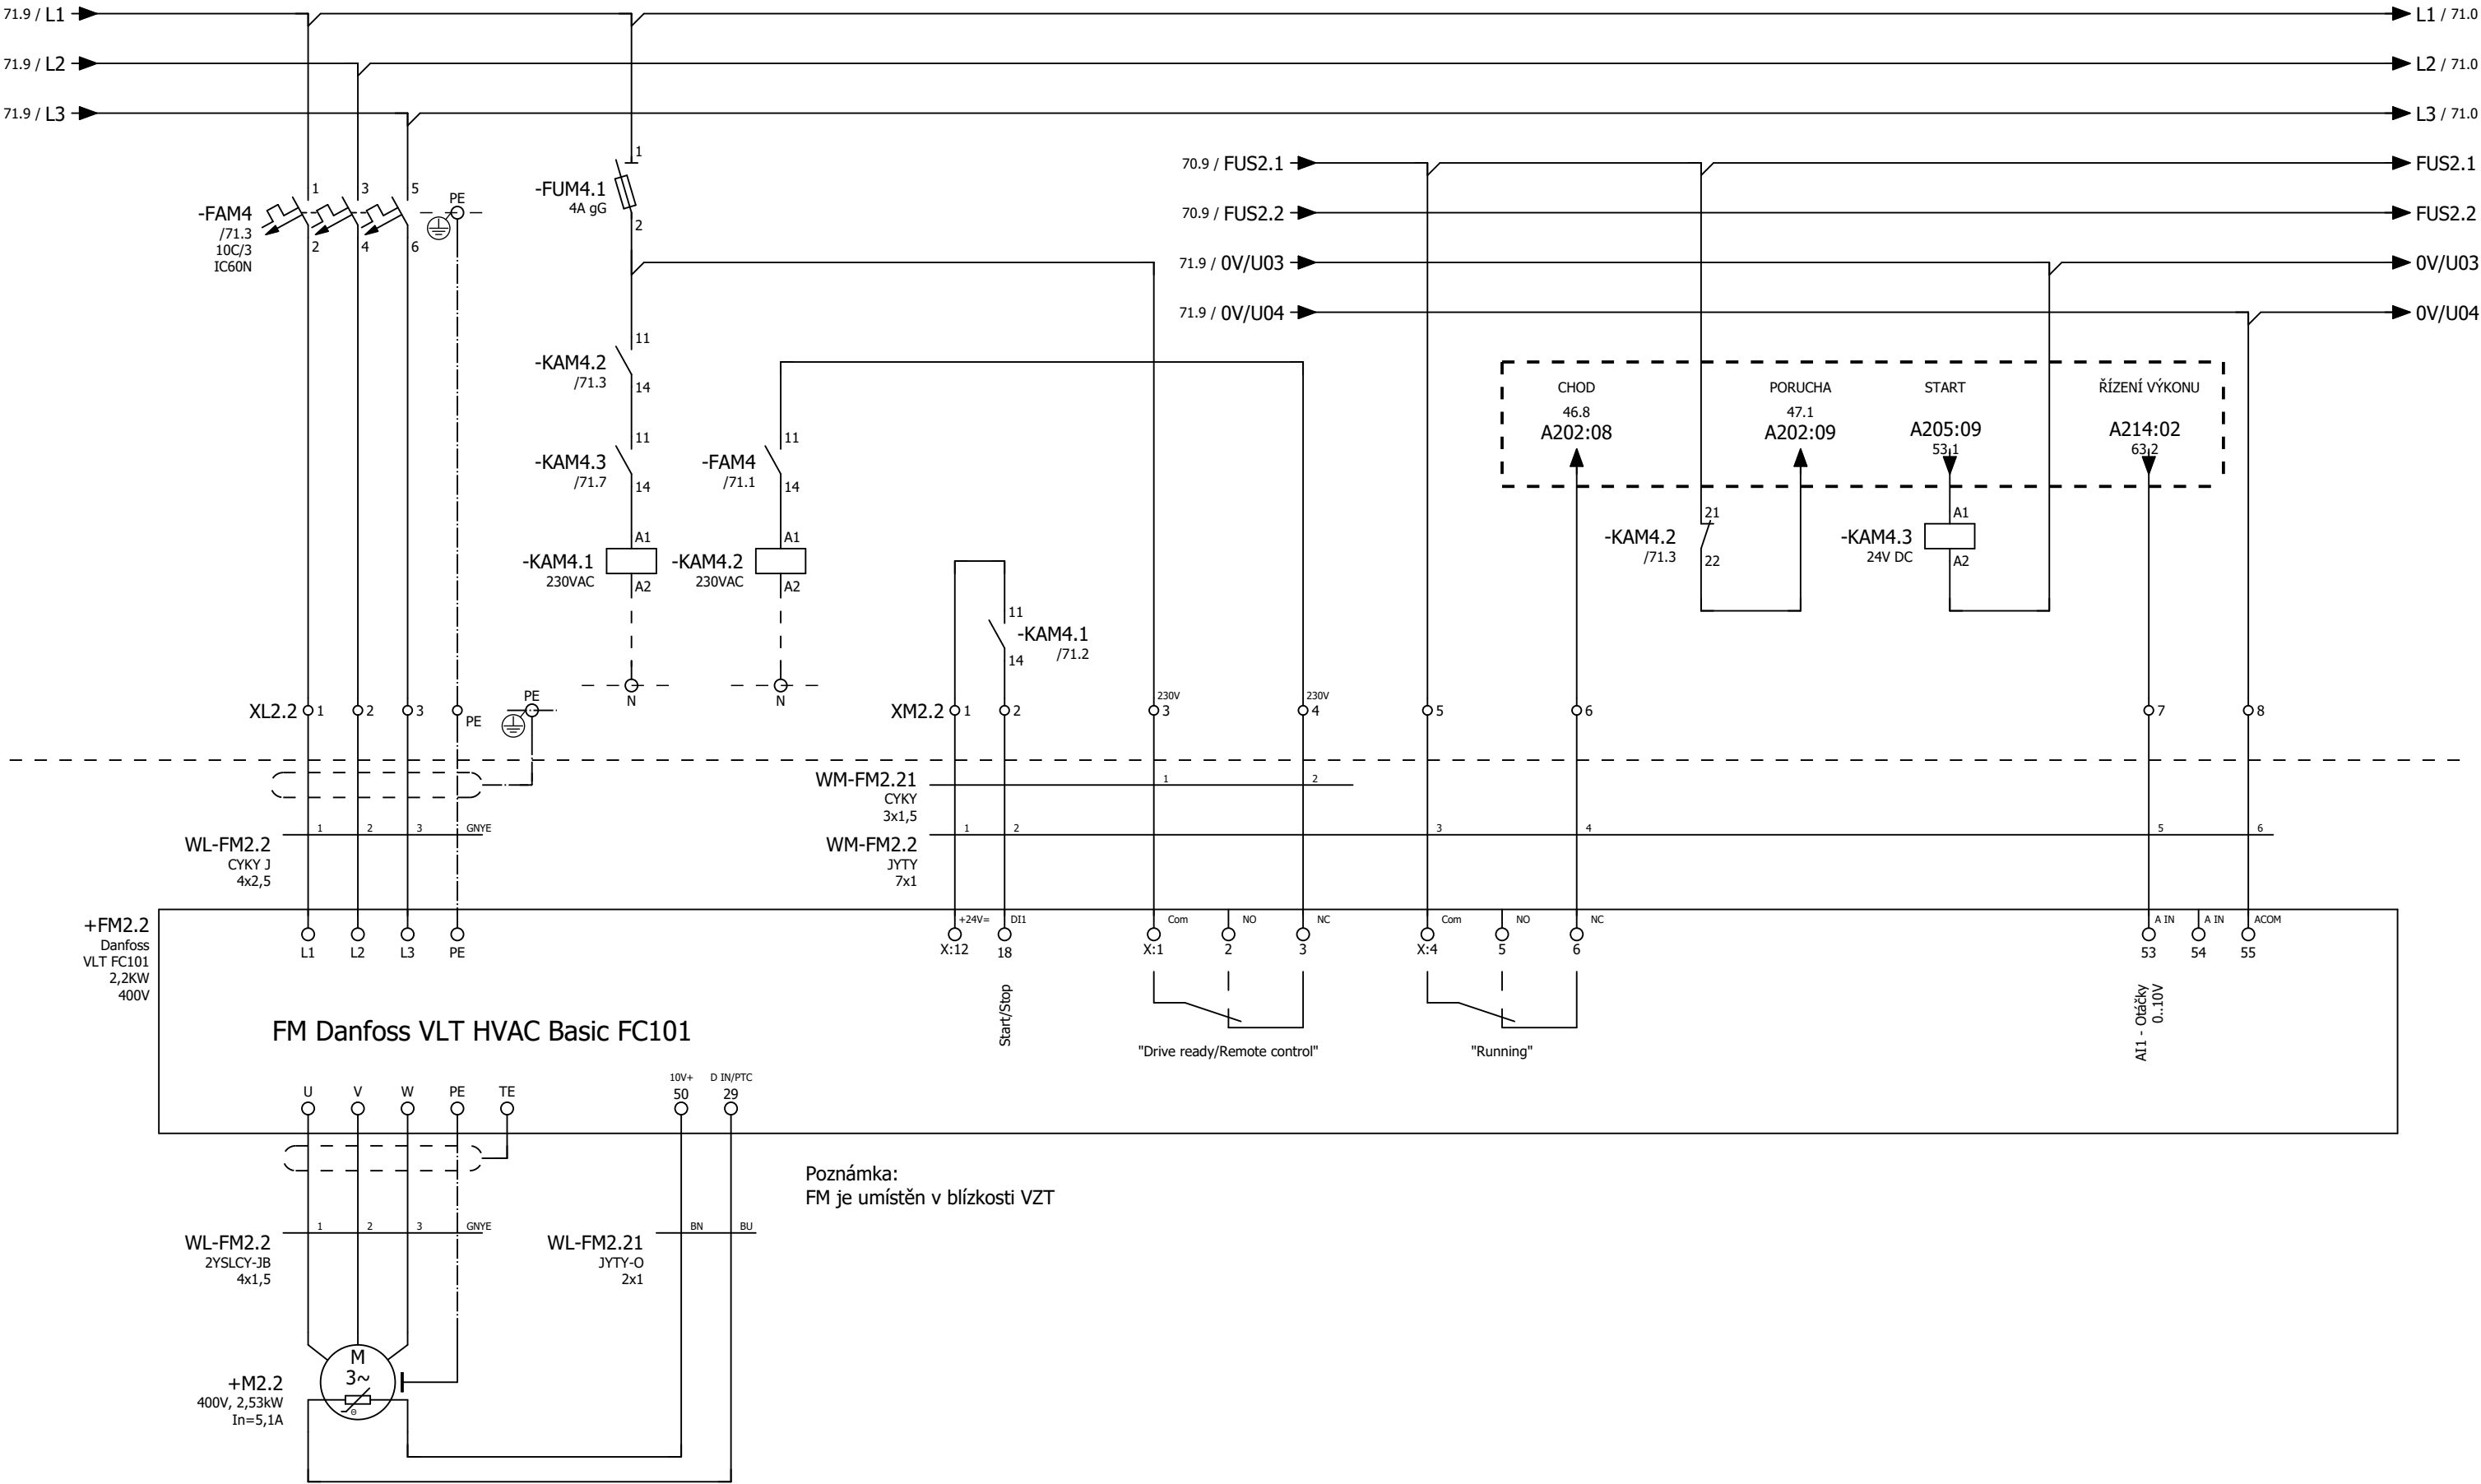 71.9 / L1
L1 / 71.0
71.9 / L2
L2 / 71.0
71.9 / L3
L3 / 71.0
70.9 / FUS2.1
FUS2.1
70.9 / FUS2.2
FUS2.2
71.9 / 0V/U03
0V/U03
71.9 / 0V/U04
0V/U04
-FAM4
/71.3
10C/3
IC60N
1
2
3
4
5
6
PE
-FUM4.1
4A gG
1
2
-KAM4.2
/71.3
11
14
-KAM4.3
/71.7
11
14
-FAM4
/71.1
11
14
-KAM4.1
230VAC
A1
A2
N
-KAM4.2
230VAC
A1
A2
N
11
-KAM4.1
/71.2
14
CHOD
46.8
A202:08
PORUCHA
47.1
A202:09
START
A205:09
53.1
ŘÍZENÍ VÝKONU
A214:02
63.2
-KAM4.2
/71.3
21
22
-KAM4.3
24V DC
A1
A2
XL2.2
1
2
3
PE
PE
XM2.2
1
2
230V
3
230V
4
5
6
7
8
WM-FM2.21
CYKY
3x1,5
1
2
WL-FM2.2
CYKY J
4x2,5
1
2
3
GNYE
WM-FM2.2
JYTY
7x1
1
2
3
4
5
6
+FM2.2
Danfoss
VLT FC101
2,2KW
400V
L1
L2
L3
PE
+24V=
X:12
DI1
18
Start/Stop
Com
X:1
NO
2
NC
3
"Drive ready/Remote control"
Com
X:4
NO
5
NC
6
"Running"
A IN
53
A IN
54
ACOM
55
AI1 - Otáčky
0..10V
FM Danfoss VLT HVAC Basic FC101
U
V
W
PE
TE
10V+
50
D IN/PTC
29
Poznámka:
FM je umístěn v blízkosti VZT
WL-FM2.2
2YSLCY-JB
4x1,5
1
2
3
GNYE
WL-FM2.21
JYTY-O
2x1
BN
BU
+M2.2
400V, 2,53kW
In=5,1A
M
3~
Θ